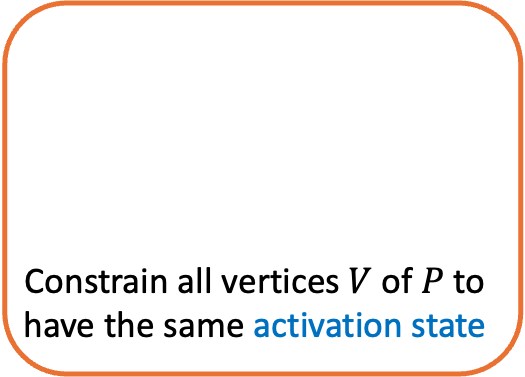 Constrain all vertices V of P to
have the same activation state